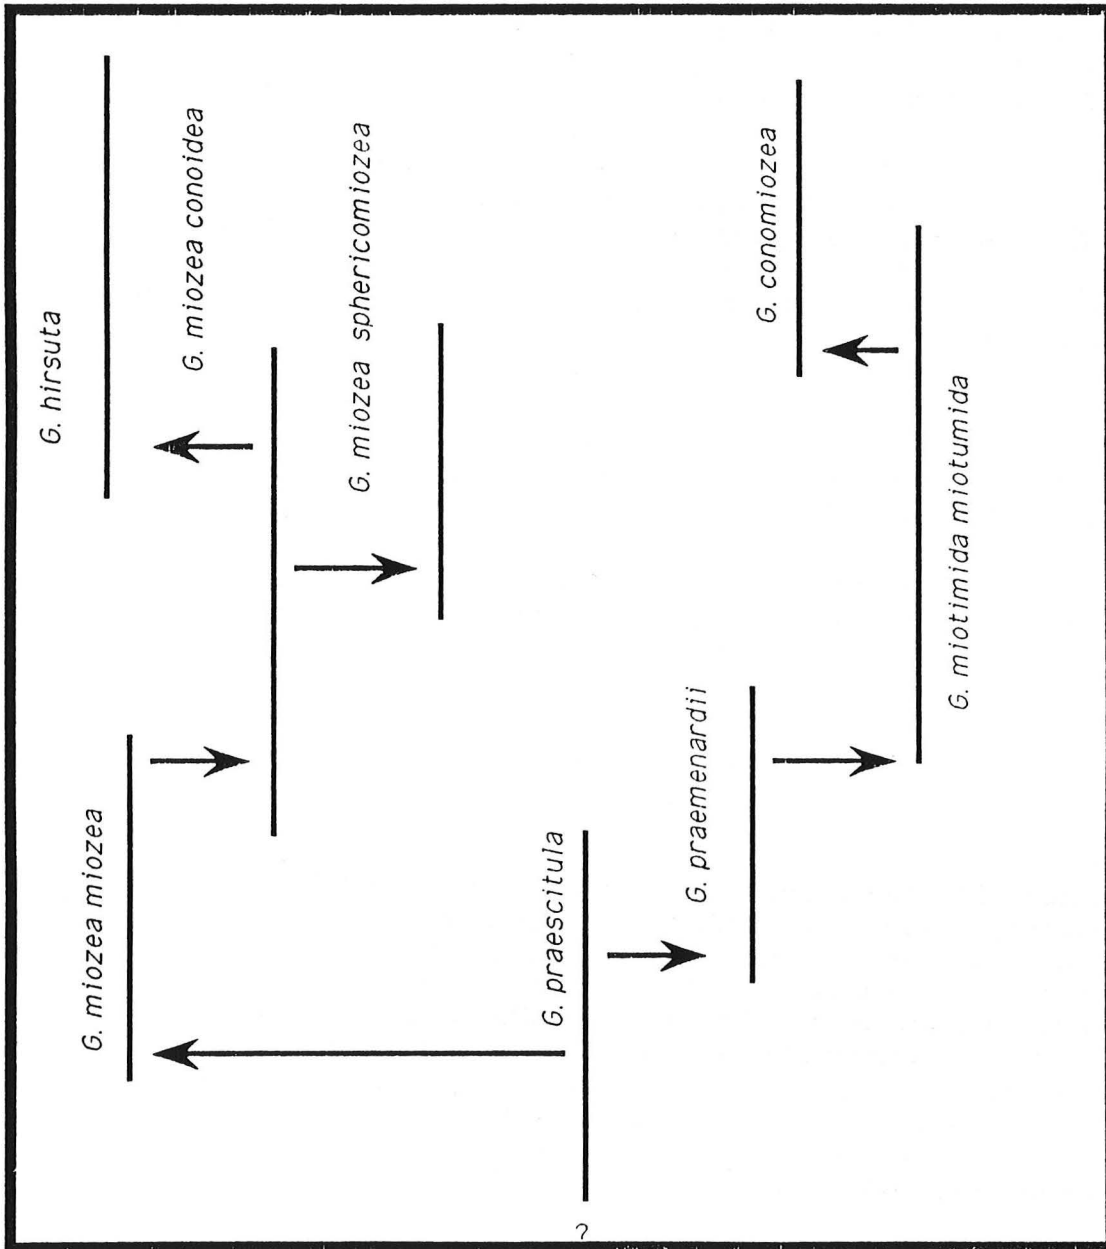 G. hirsuta
G. miozea conoidea
G. miozea sphericomiozea
G. conomiozea
G. miozea miozea
G. praescitula
G. praemenardii
G. miotimida miotumida
?